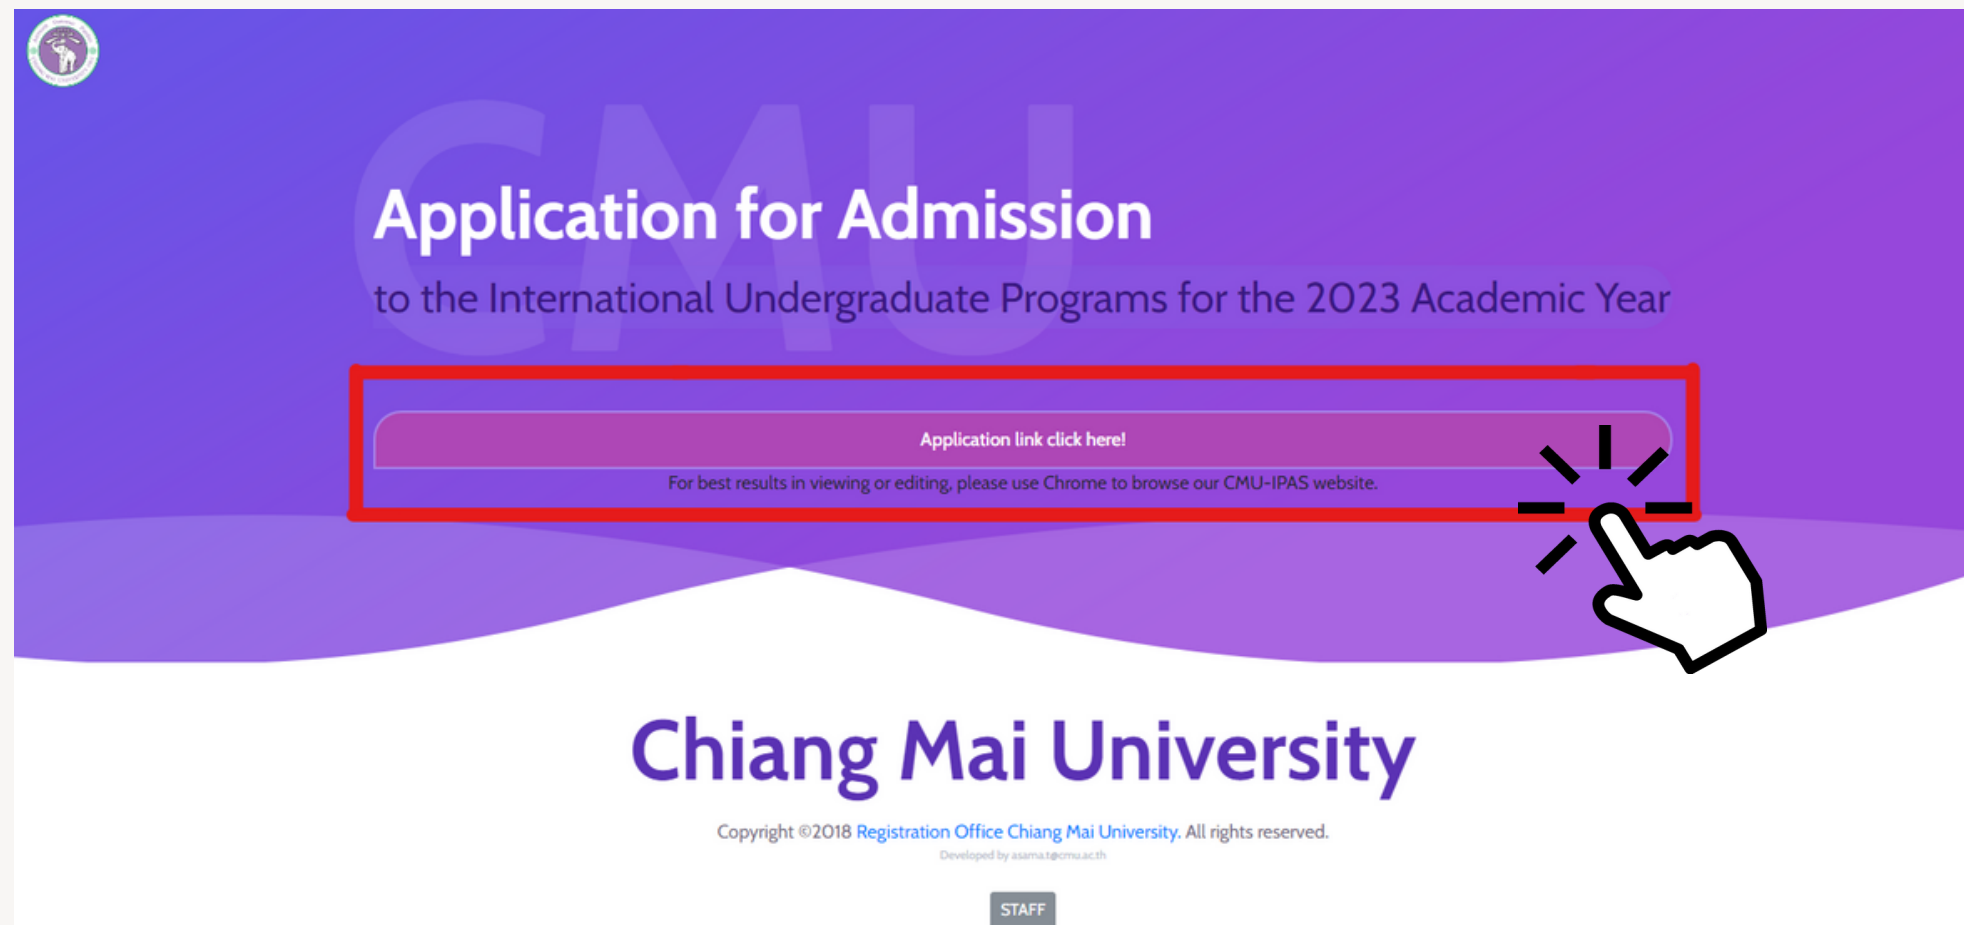 CMU
Application for Admission
to the International Undergraduate Programs for the 2023 Academic Year
Application link click here!
For best results in viewing or editing, please use Chrome to browse our CMU-IPAS website.
Chiang Mai University
Copyright ©2018 Registration Office Chiang Mai University. All rights reserved.
Developed by asama.t@cmu.ac.th
STAFF